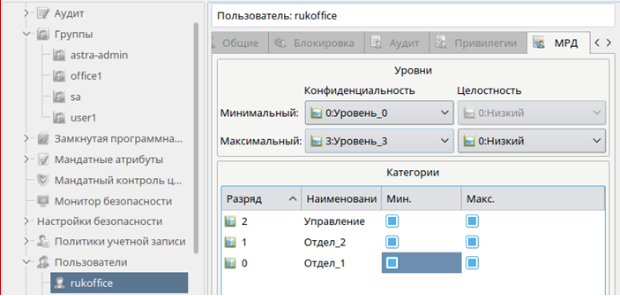 Аудит
Группы
astra-admin
office1
sa
user1
Замкнутая программна...
Мандатные атрибуты
Мандатный контроль ц...
Монитор безопасности
Настройки безопасности
Политики учетной записи
Пользователи
rukoffice
Пользователь: rukoffice
Общие Блокировка Аудит Привилегии МРД
Уровни
Конфиденциальность Целостность
Минимальный: 0:Уровень_0 0:Низкий
Максимальный: 3:Уровень_3 0:Низкий
Категории
Разряд Наименовани Мин. Макс.
2 Управление
1 Отдел_2
0 Отдел_1